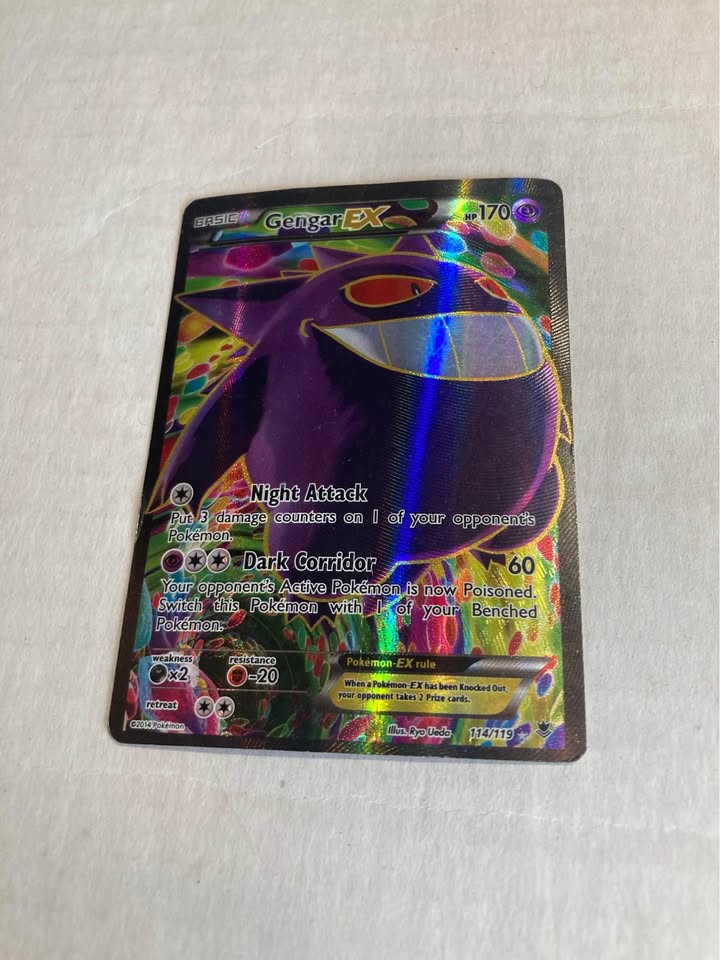 BASIC Gengar EX HP 170
Night Attack
Put 3 damage counters on 1 of your opponent's
Pokémon.
Dark Corridor 60
Your opponent's Active Pokémon is now Poisoned.
Switch this Pokémon with 1 of your Benched
Pokémon.
weakness resistance Pokémon-EX rule
×2 -20
When a Pokémon-EX has been Knocked Out,
your opponent takes 2 Prize cards.
retreat
©2014 Pokémon Illus. Ryo Ueda 114/119